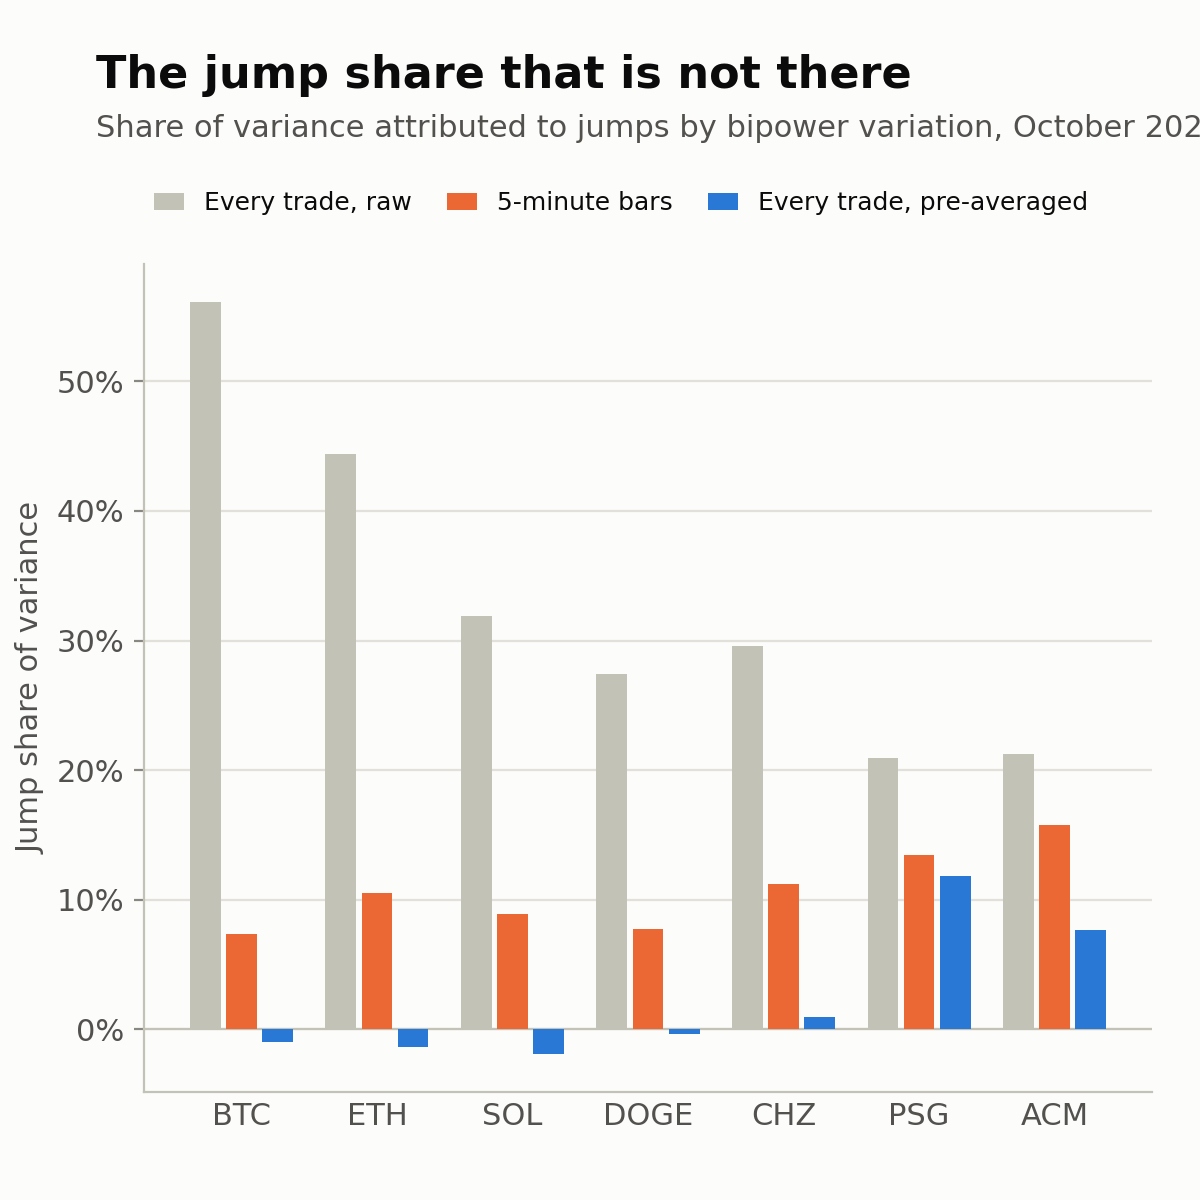 The jump share that is not there
Share of variance attributed to jumps by bipower variation, October 202
Every trade, raw
5-minute bars
Every trade, pre-averaged
Jump share of variance
50%
40%
30%
20%
10%
0%
BTC
ETH
SOL
DOGE
CHZ
PSG
ACM